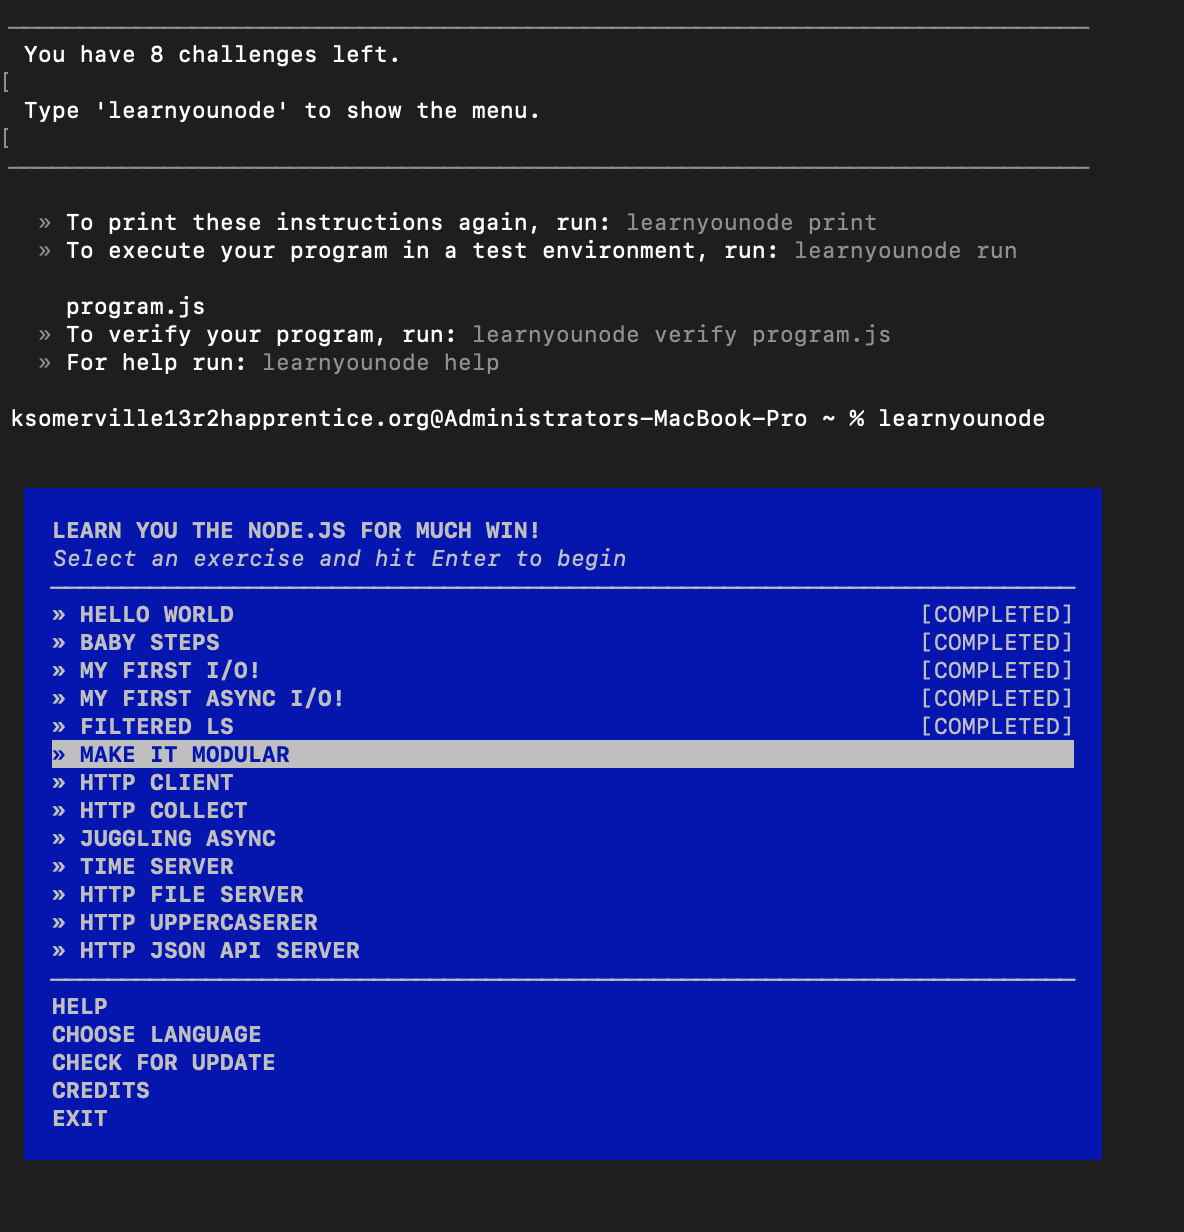 You have 8 challenges left.
[
Type 'learnyounode' to show the menu.
[
» To print these instructions again, run: learnyounode print
» To execute your program in a test environment, run: learnyounode run
program.js
» To verify your program, run: learnyounode verify program.js
» For help run: learnyounode help
ksomerville13r2happrentice.org@Administrators-MacBook-Pro ~ % learnyounode
LEARN YOU THE NODE.JS FOR MUCH WIN!
Select an exercise and hit Enter to begin
» HELLO WORLD [COMPLETED]
» BABY STEPS [COMPLETED]
» MY FIRST I/O! [COMPLETED]
» MY FIRST ASYNC I/O! [COMPLETED]
» FILTERED LS [COMPLETED]
» MAKE IT MODULAR
» HTTP CLIENT
» HTTP COLLECT
» JUGGLING ASYNC
» TIME SERVER
» HTTP FILE SERVER
» HTTP UPPERCASERER
» HTTP JSON API SERVER
HELP
CHOOSE LANGUAGE
CHECK FOR UPDATE
CREDITS
EXIT